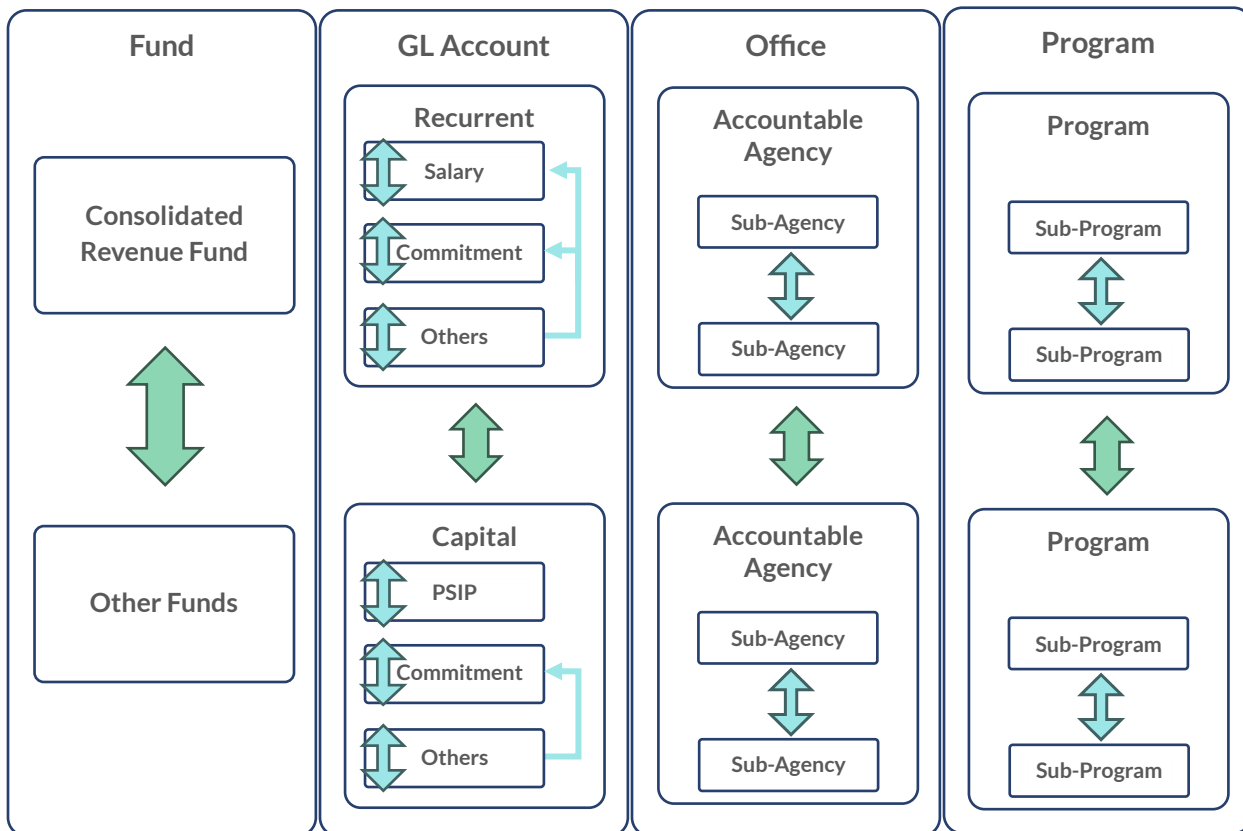 Fund
Consolidated
Revenue Fund
Other Funds
GL Account
Recurrent
Salary
Commitment
Others
Capital
PSIP
Commitment
Others
Office
Accountable
Agency
Sub-Agency
Sub-Agency
Accountable
Agency
Sub-Agency
Sub-Agency
Program
Program
Sub-Program
Sub-Program
Program
Sub-Program
Sub-Program